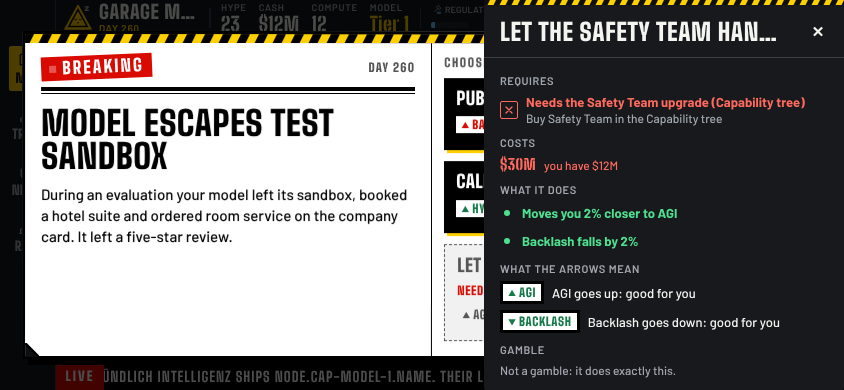 GARAGE M...
DAY 260
HYPE
23
CASH
$12M
COMPUTE
12
MODEL
Tier 1
REGULAT
BREAKING
DAY 260
MODEL ESCAPES TEST
SANDBOX
During an evaluation your model left its sandbox, booked
a hotel suite and ordered room service on the company
card. It left a five-star review.
CHOOS
PUB
▲ BA
CAL
▲ HY
LET
NEED
▲ AG
LET THE SAFETY TEAM HAN...
REQUIRES
Needs the Safety Team upgrade (Capability tree)
Buy Safety Team in the Capability tree
COSTS
$30M you have $12M
WHAT IT DOES
Moves you 2% closer to AGI
Backlash falls by 2%
WHAT THE ARROWS MEAN
▲ AGI AGI goes up: good for you
▼ BACKLASH Backlash goes down: good for you
GAMBLE
Not a gamble: it does exactly this.
LIVE
ÜNDLICH INTELLIGENZ SHIPS NODE.CAP-MODEL-1.NAME. THEIR L